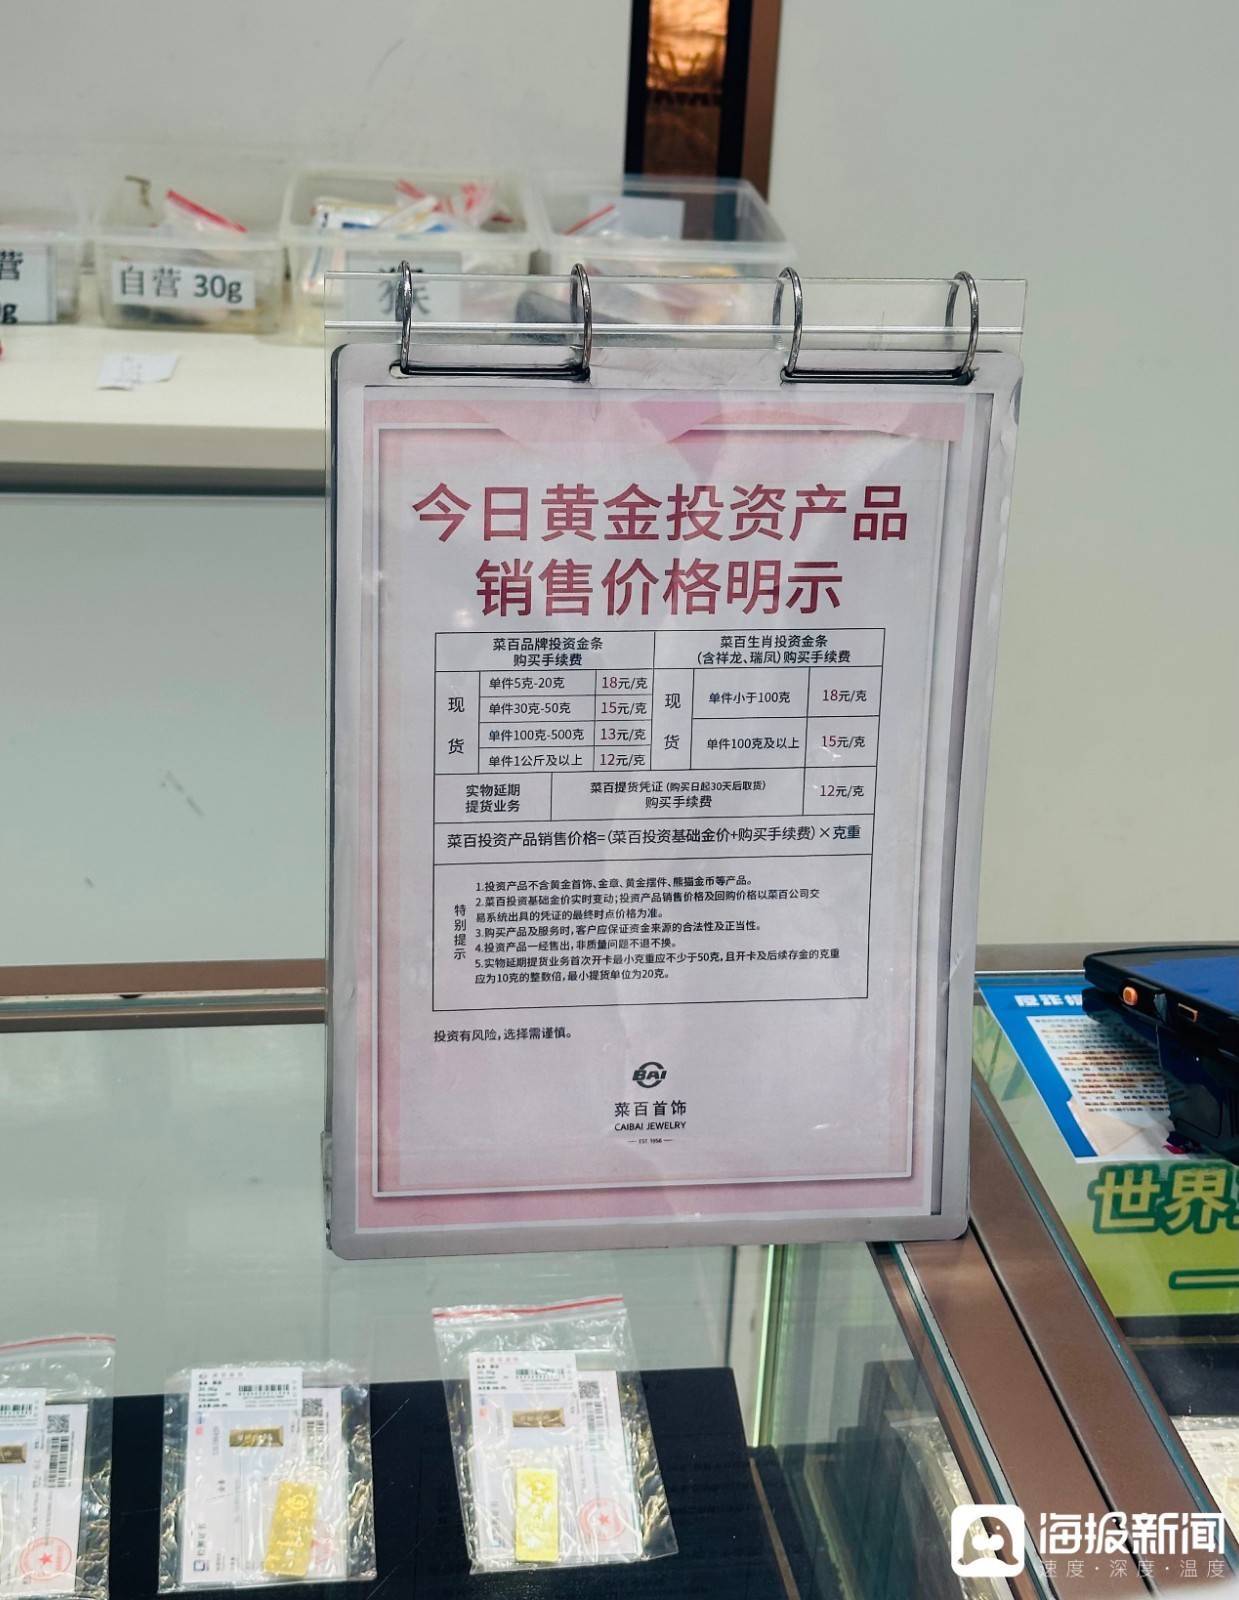 营
g
自营 30g
猴
今日黄金投资产品
销售价格明示
菜百品牌投资金条
购买手续费
菜百生肖投资金条
(含祥龙、瑞凤)购买手续费
现货
单件5克-20克 18元/克
单件30克-50克 15元/克
单件100克-500克 13元/克
单件1公斤及以上 12元/克
现货
单件小于100克 18元/克
单件100克及以上 15元/克
实物延期
提货业务
菜百提货凭证(购买日起30天后取货)
购买手续费
12元/克
菜百投资产品销售价格=(菜百投资基础金价+购买手续费)×克重
特别提示
1.投资产品不含黄金首饰、金章、黄金摆件、熊猫金币等产品。
2.菜百投资基础金价实时变动;投资产品销售价格及回购价格以菜百公司交
易系统出具的凭证的最终时点价格为准。
3.购买产品及服务时,客户应保证资金来源的合法性及正当性。
4.投资产品一经售出,非质量问题不退不换。
5.实物延期提货业务首次开卡最小克重应不少于50克,且开卡及后续存金的克重
应为10克的整数倍,最小提货单位为20克。
投资有风险,选择需谨慎。
BAI
菜百首饰
CAIBAI JEWELRY
EST. 1956
反诈
世界
海报新闻
速度·深度·温度